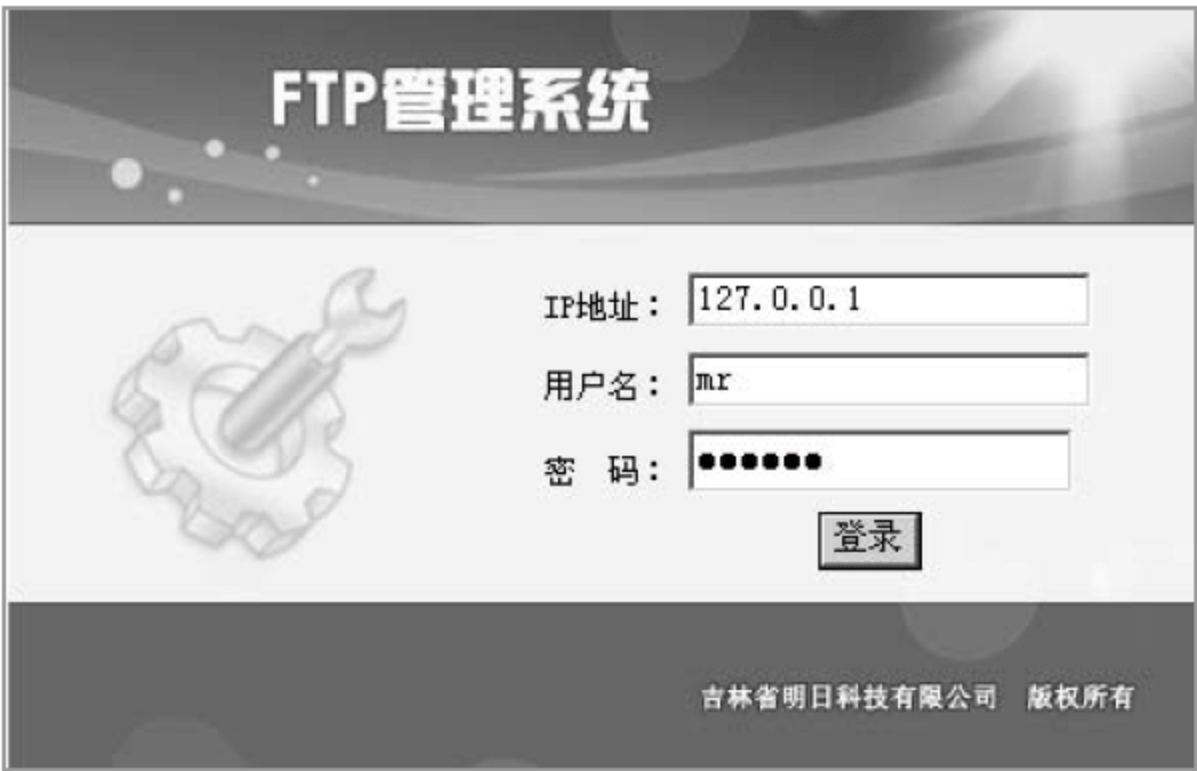 FTP管理系统
IP地址： 127.0.0.1
用户名： mr
密 码： ●●●●●●
登录
吉林省明日科技有限公司 版权所有